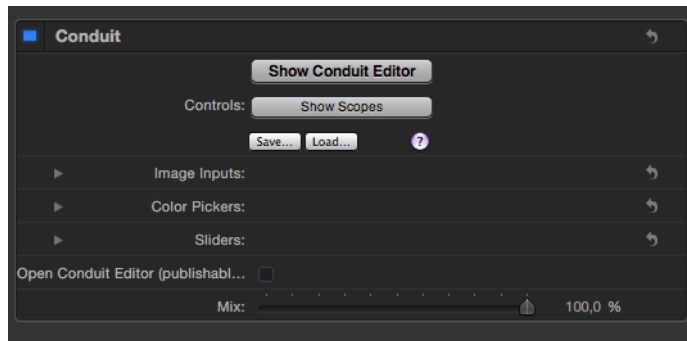 Conduit
Show Conduit Editor
Controls: Show Scopes
Save... Load... ?
Image Inputs:
Color Pickers:
Sliders:
Open Conduit Editor (publishabl...
Mix: 100,0 %